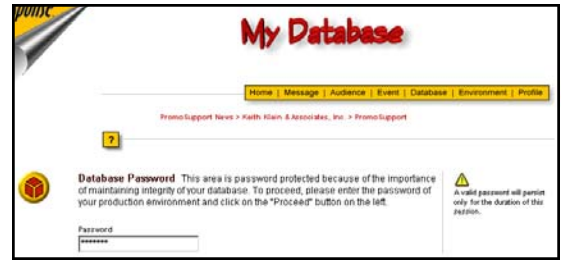 ponse.
My Database
Home | Message | Audience | Event | Database | Environment | Profile
PromoSupport News > Keith Klein & Associates, Inc. > PromoSupport
?
Database Password This area is password protected because of the importance
of maintaining integrity of your database. To proceed, please enter the password of
your production environment and click on the "Proceed" button on the left.
A valid password will persist
only for the duration of this
session.
Password
*******